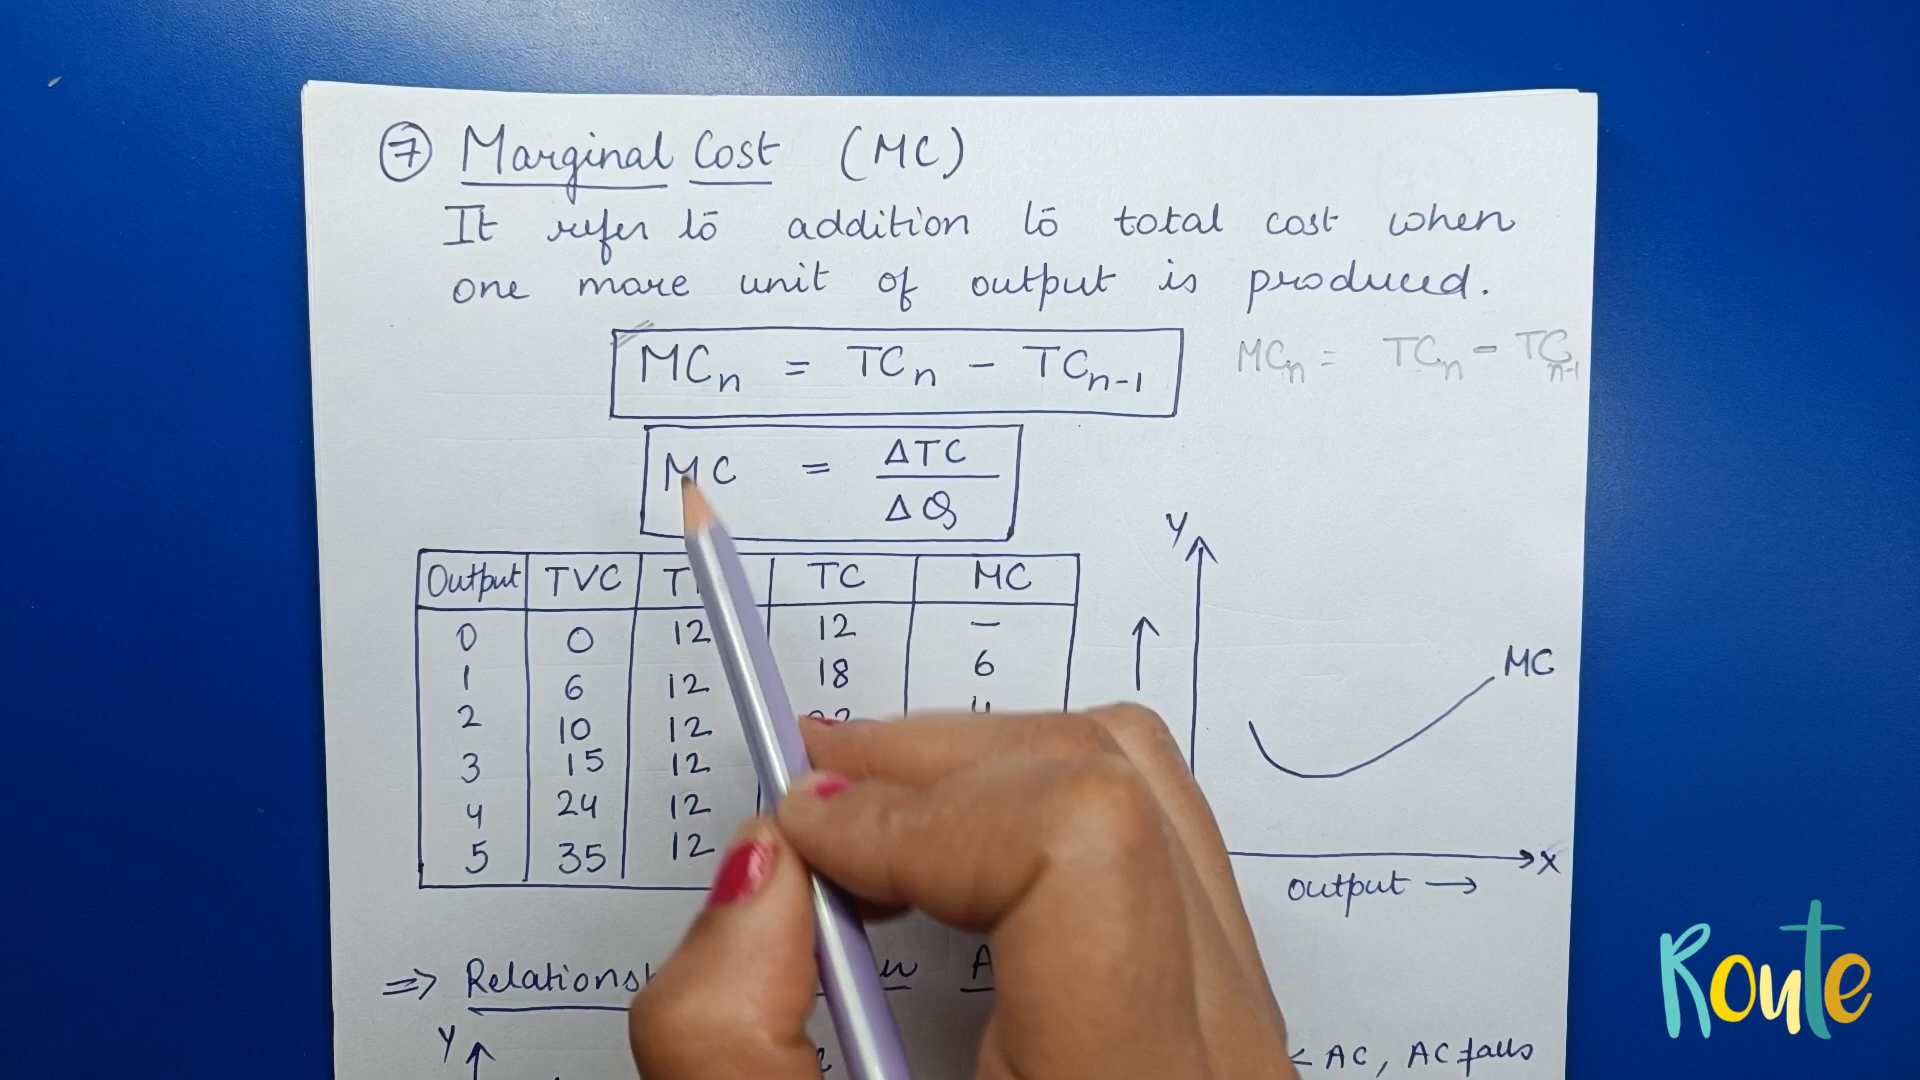 7 Marginal Cost (MC)
It refer to addition to total cost when
one more unit of output is produced.
MCn = TCn - TCn-1
MCn = TCn - TCn-1
MC = ΔTC
ΔQ
Output TVC TC MC
0 0 12 12 –
1 6 12 18 6
2 10 12 4
3 15 12
4 24 12
5 35 12
Y
MC
X
output →
⇒
Y
< AC, AC falls
Route